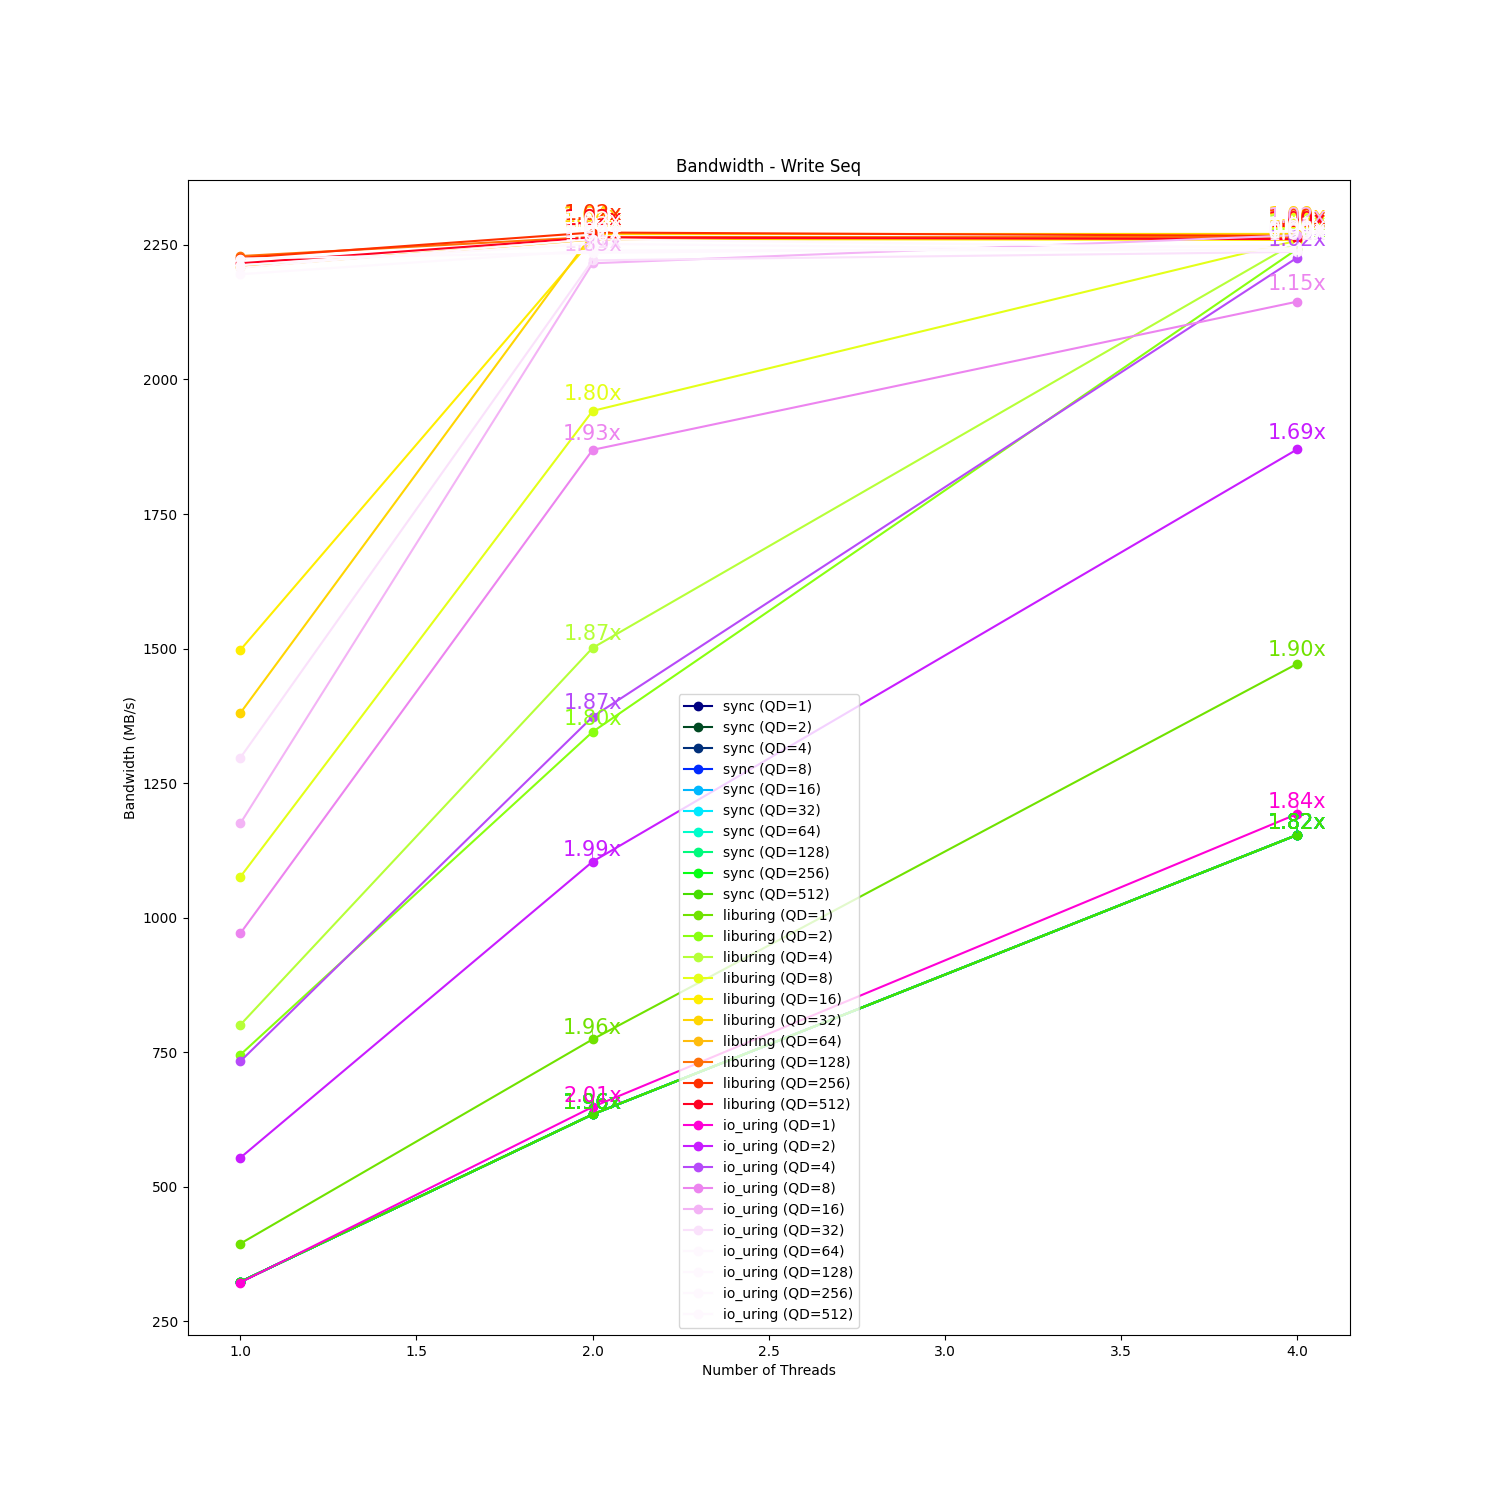 Bandwidth - Write Seq
2250
2000
1750
1500
1250
1000
750
500
250
Bandwidth (MB/s)
1.80x
1.93x
1.87x
1.87x
1.80x
1.99x
1.96x
2.01x
1.15x
1.69x
1.90x
1.84x
1.82x
sync (QD=1)
sync (QD=2)
sync (QD=4)
sync (QD=8)
sync (QD=16)
sync (QD=32)
sync (QD=64)
sync (QD=128)
sync (QD=256)
sync (QD=512)
liburing (QD=1)
liburing (QD=2)
liburing (QD=4)
liburing (QD=8)
liburing (QD=16)
liburing (QD=32)
liburing (QD=64)
liburing (QD=128)
liburing (QD=256)
liburing (QD=512)
io_uring (QD=1)
io_uring (QD=2)
io_uring (QD=4)
io_uring (QD=8)
io_uring (QD=16)
io_uring (QD=32)
io_uring (QD=64)
io_uring (QD=128)
io_uring (QD=256)
io_uring (QD=512)
1.0
1.5
2.0
2.5
3.0
3.5
4.0
Number of Threads